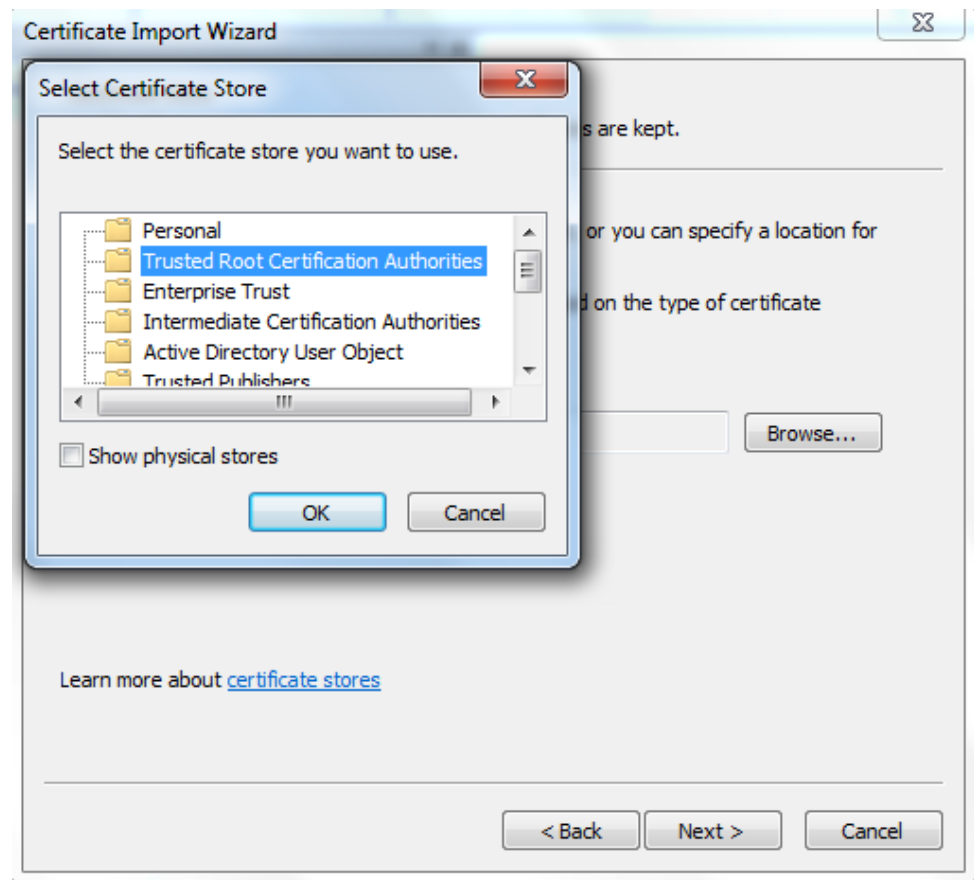 Certificate Import Wizard
Select Certificate Store
s are kept.
Select the certificate store you want to use.
or you can specify a location for
Personal
Trusted Root Certification Authorities
Enterprise Trust
d on the type of certificate
Intermediate Certification Authorities
Active Directory User Object
Trusted Publishers
Browse...
Show physical stores
OK Cancel
Learn more about certificate stores
< Back Next > Cancel